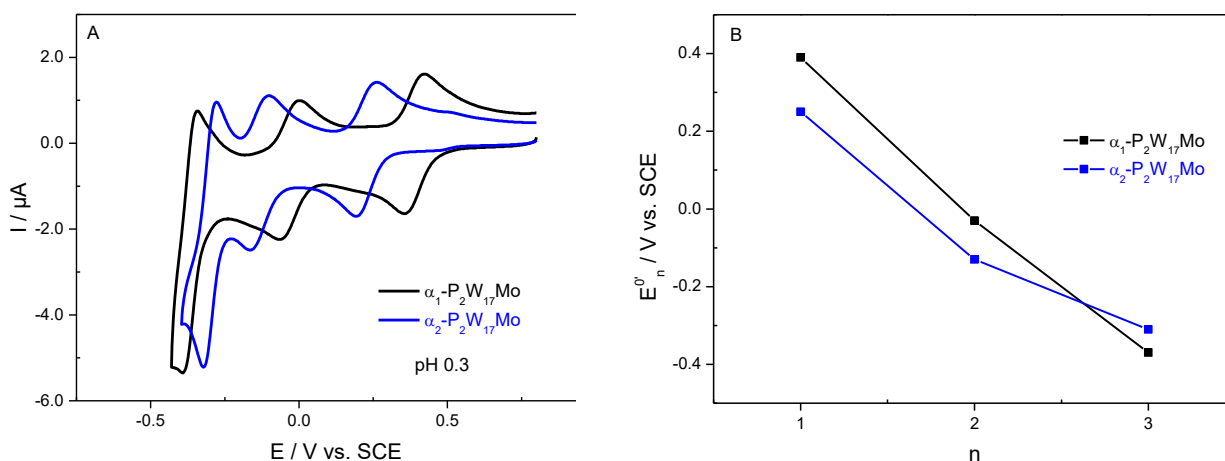 A
2.0
0.0
-2.0
-4.0
-6.0
I / µA
α₁-P₂W₁₇Mo
α₂-P₂W₁₇Mo
pH 0.3
-0.5
0.0
0.5
E / V vs. SCE
B
0.4
0.2
0.0
-0.2
-0.4
E⁰'ₙ / V vs. SCE
α₁-P₂W₁₇Mo
α₂-P₂W₁₇Mo
1
2
3
n